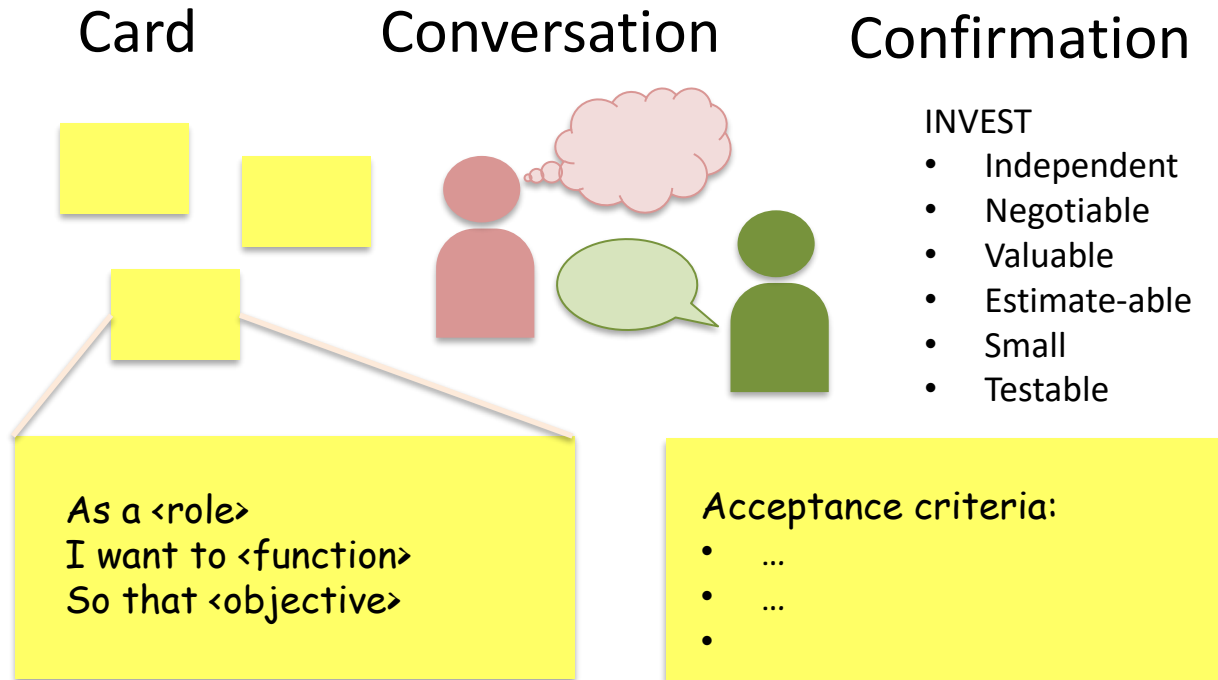 Card
Conversation
Confirmation
INVEST
• Independent
• Negotiable
• Valuable
• Estimate-able
• Small
• Testable
As a <role>
I want to <function>
So that <objective>
Acceptance criteria:
• ...
• ...
•